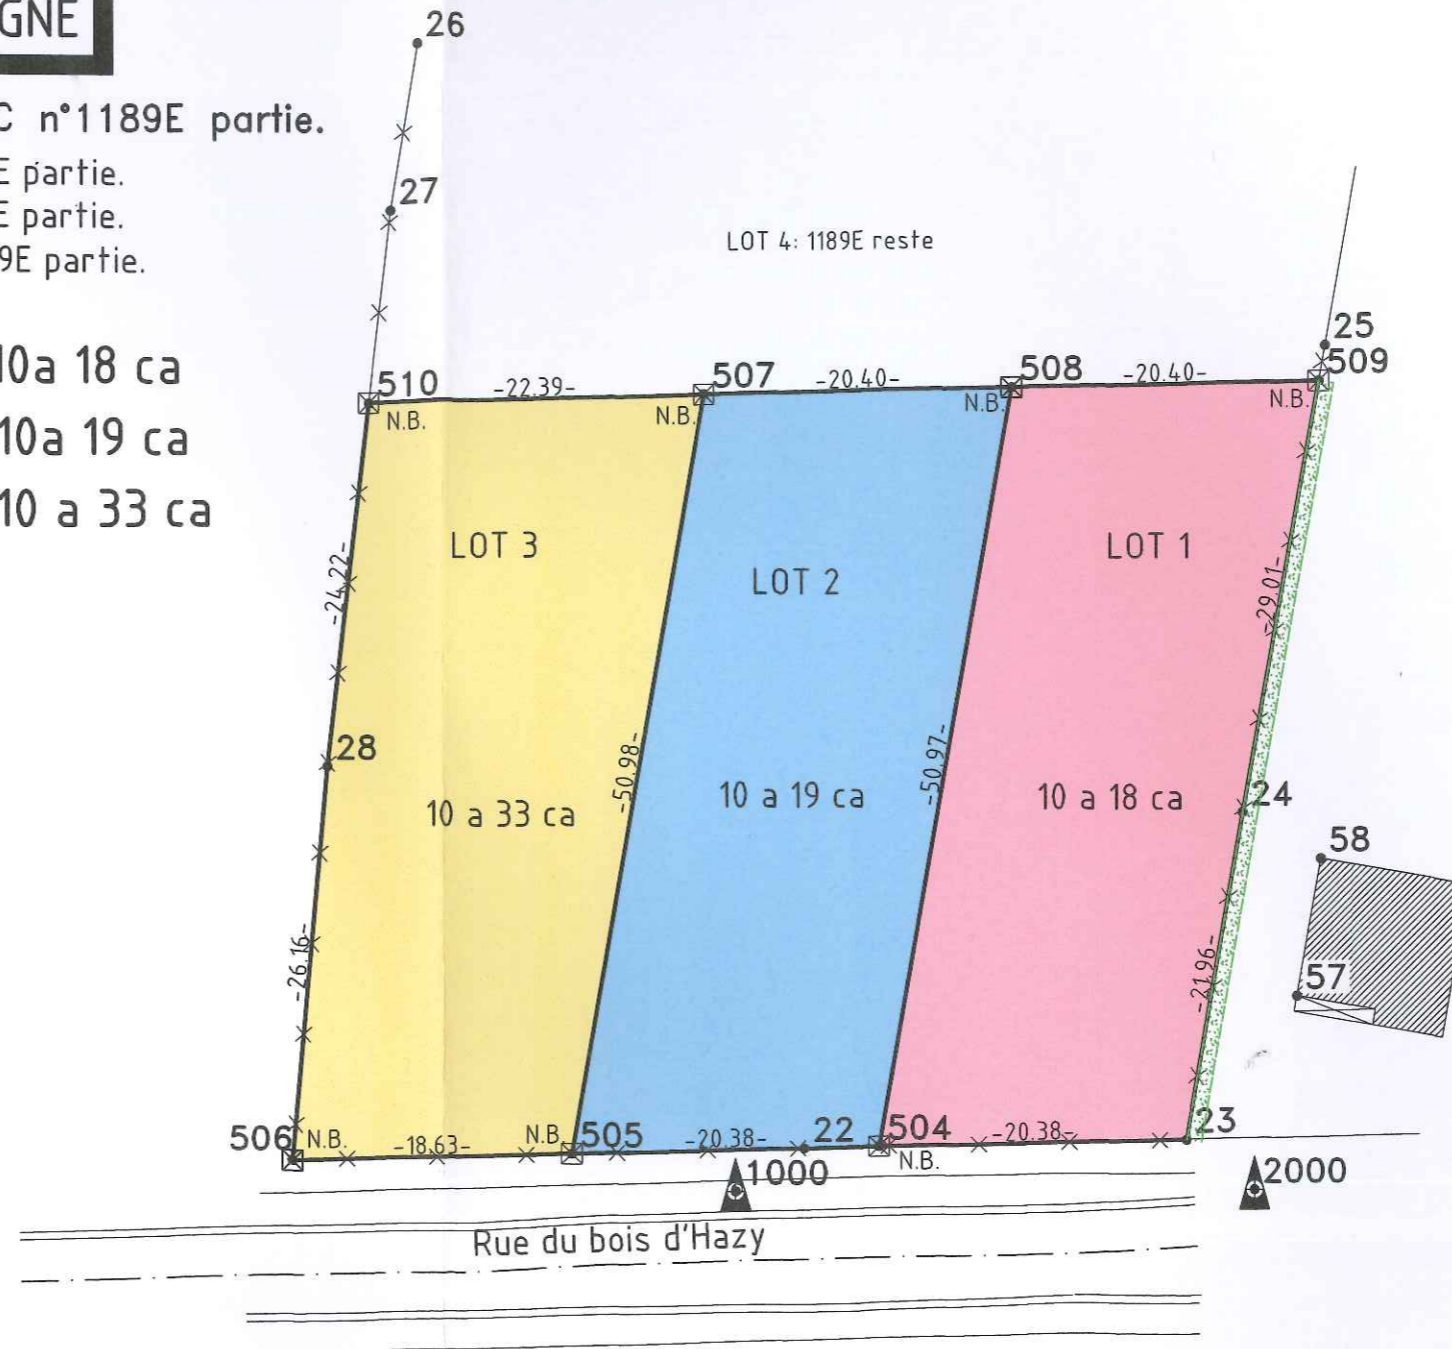 GNE
26
C n°1189E partie.
E partie.
27
E partie.
LOT 4: 1189E reste
9E partie.
25
509
10a 18 ca
510
-22.39-
507
-20.40-
508
-20.40-
N.B.
N.B.
N.B.
N.B.
10a 19 ca
10 a 33 ca
LOT 3
LOT 2
LOT 1
-24.22-
-29.01-
28
-50.98-
-50.97-
24
10 a 33 ca
10 a 19 ca
10 a 18 ca
58
-26.16-
-21.96-
57
506
N.B.
-18.63-
N.B.
505
-20.38-
22
504
N.B.
-20.38-
23
1000
2000
Rue du bois d'Hazy